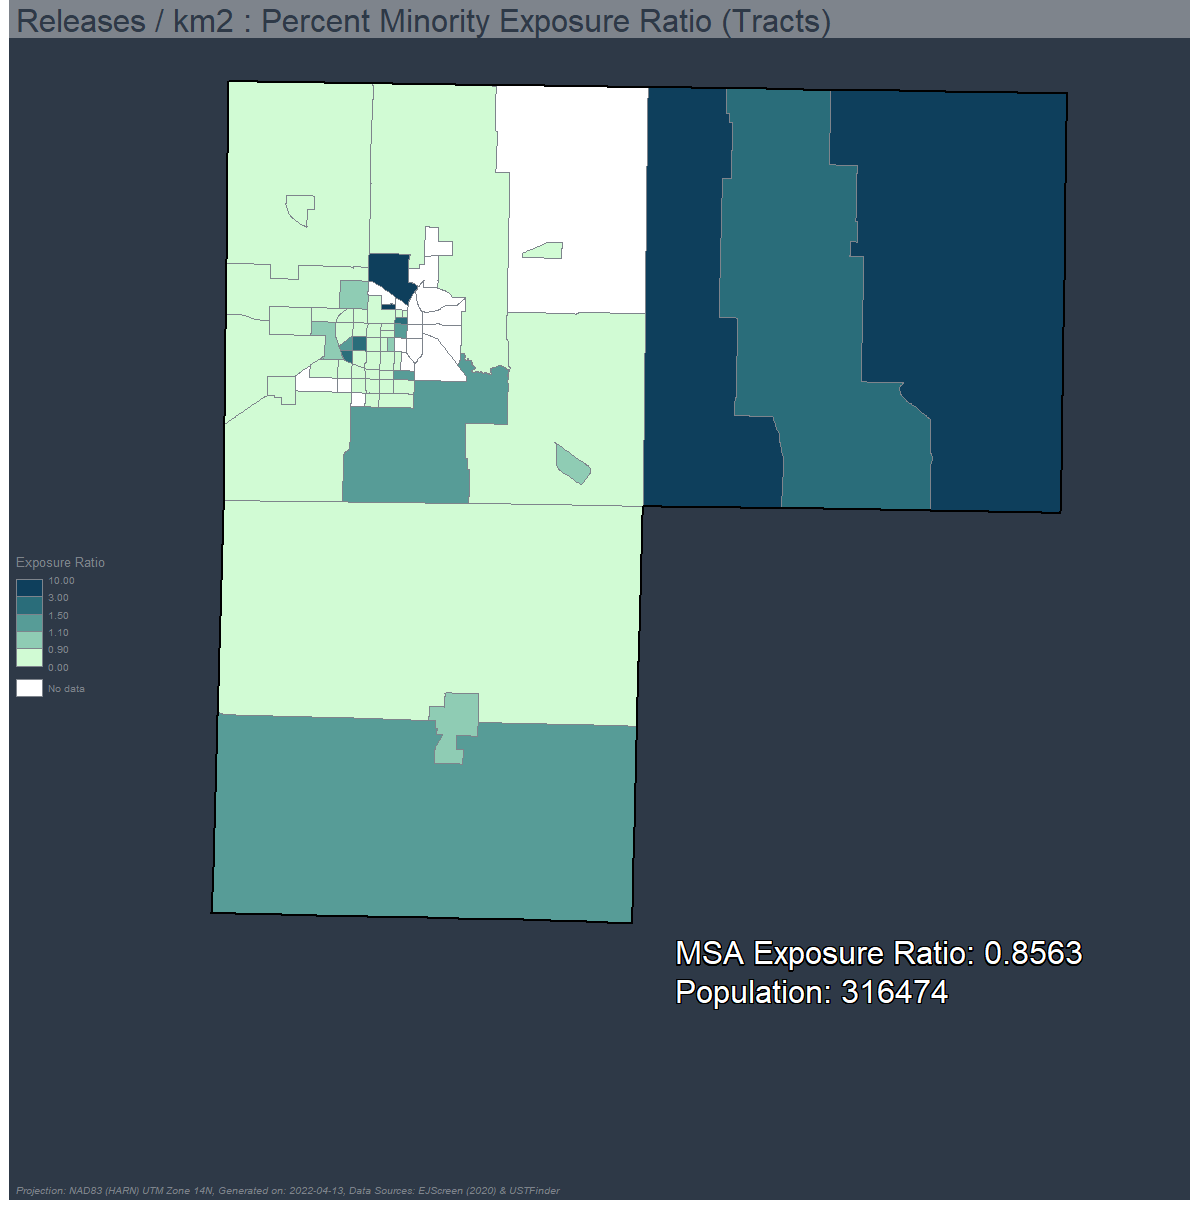 Releases / km2 : Percent Minority Exposure Ratio (Tracts)
Exposure Ratio
10.00
3.00
1.50
1.10
0.90
0.00
No data
MSA Exposure Ratio: 0.8563
Population: 316474
Projection: NAD83 (HARN) UTM Zone 14N, Generated on: 2022-04-13, Data Sources: EJScreen (2020) & USTFinder